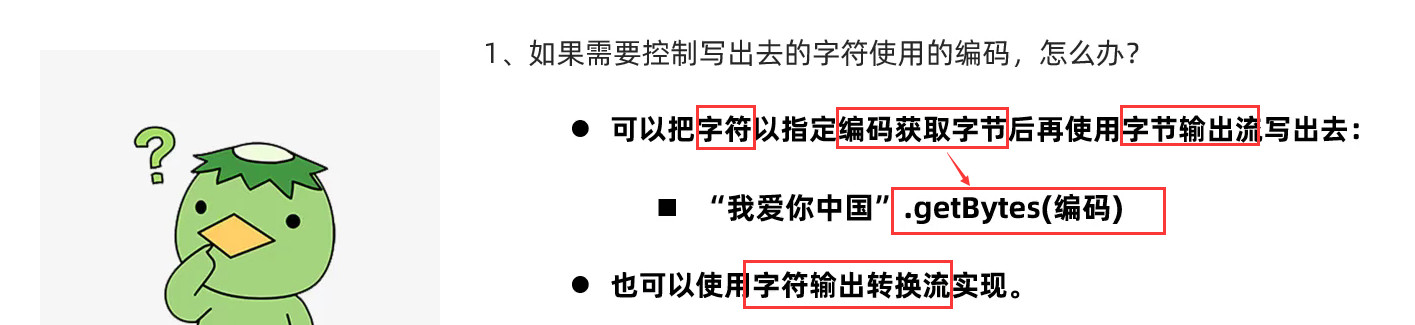 1、如果需要控制写出去的字符使用的编码，怎么办？
● 可以把字符以指定编码获取字节后再使用字节输出流写出去：
■ “我爱你中国”.getBytes(编码)
● 也可以使用字符输出转换流实现。